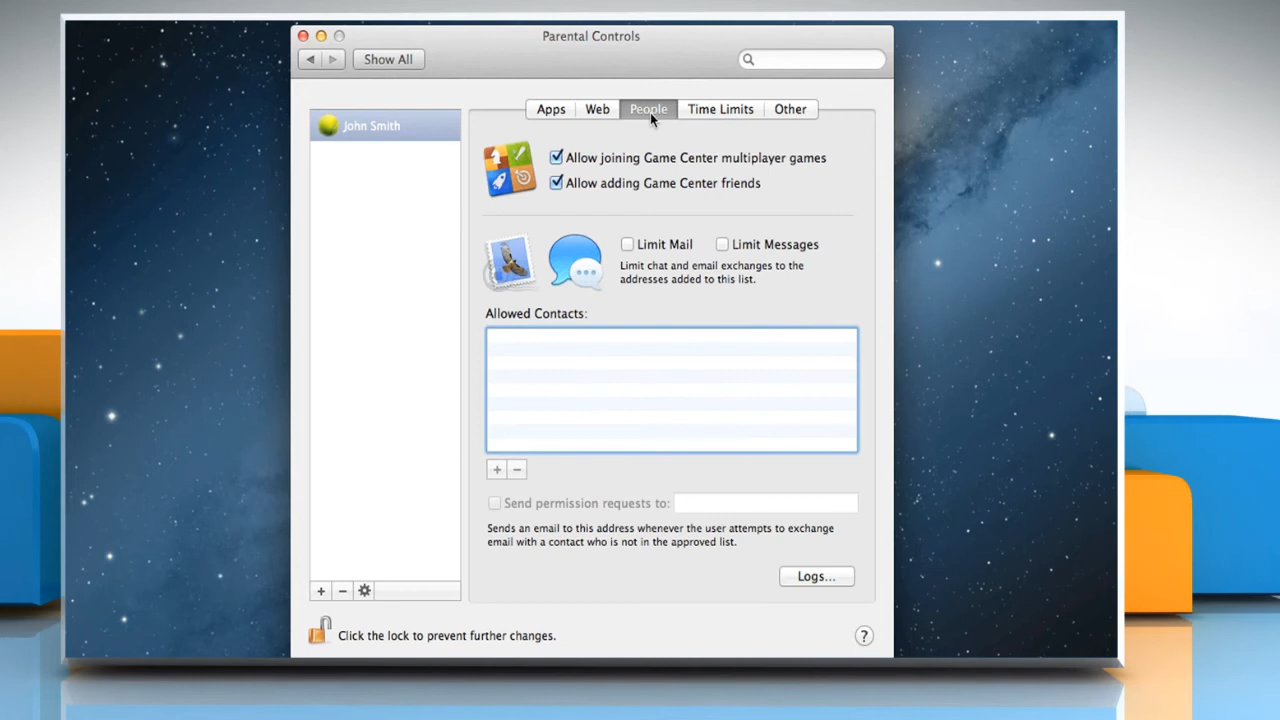 Parental Controls
Show All
John Smith
Apps Web People Time Limits Other
Allow joining Game Center multiplayer games
Allow adding Game Center friends
Limit Mail Limit Messages
Limit chat and email exchanges to the
addresses added to this list.
Allowed Contacts:
+ −
Send permission requests to:
Sends an email to this address whenever the user attempts to exchange
email with a contact who is not in the approved list.
Logs...
+ −
Click the lock to prevent further changes.
?